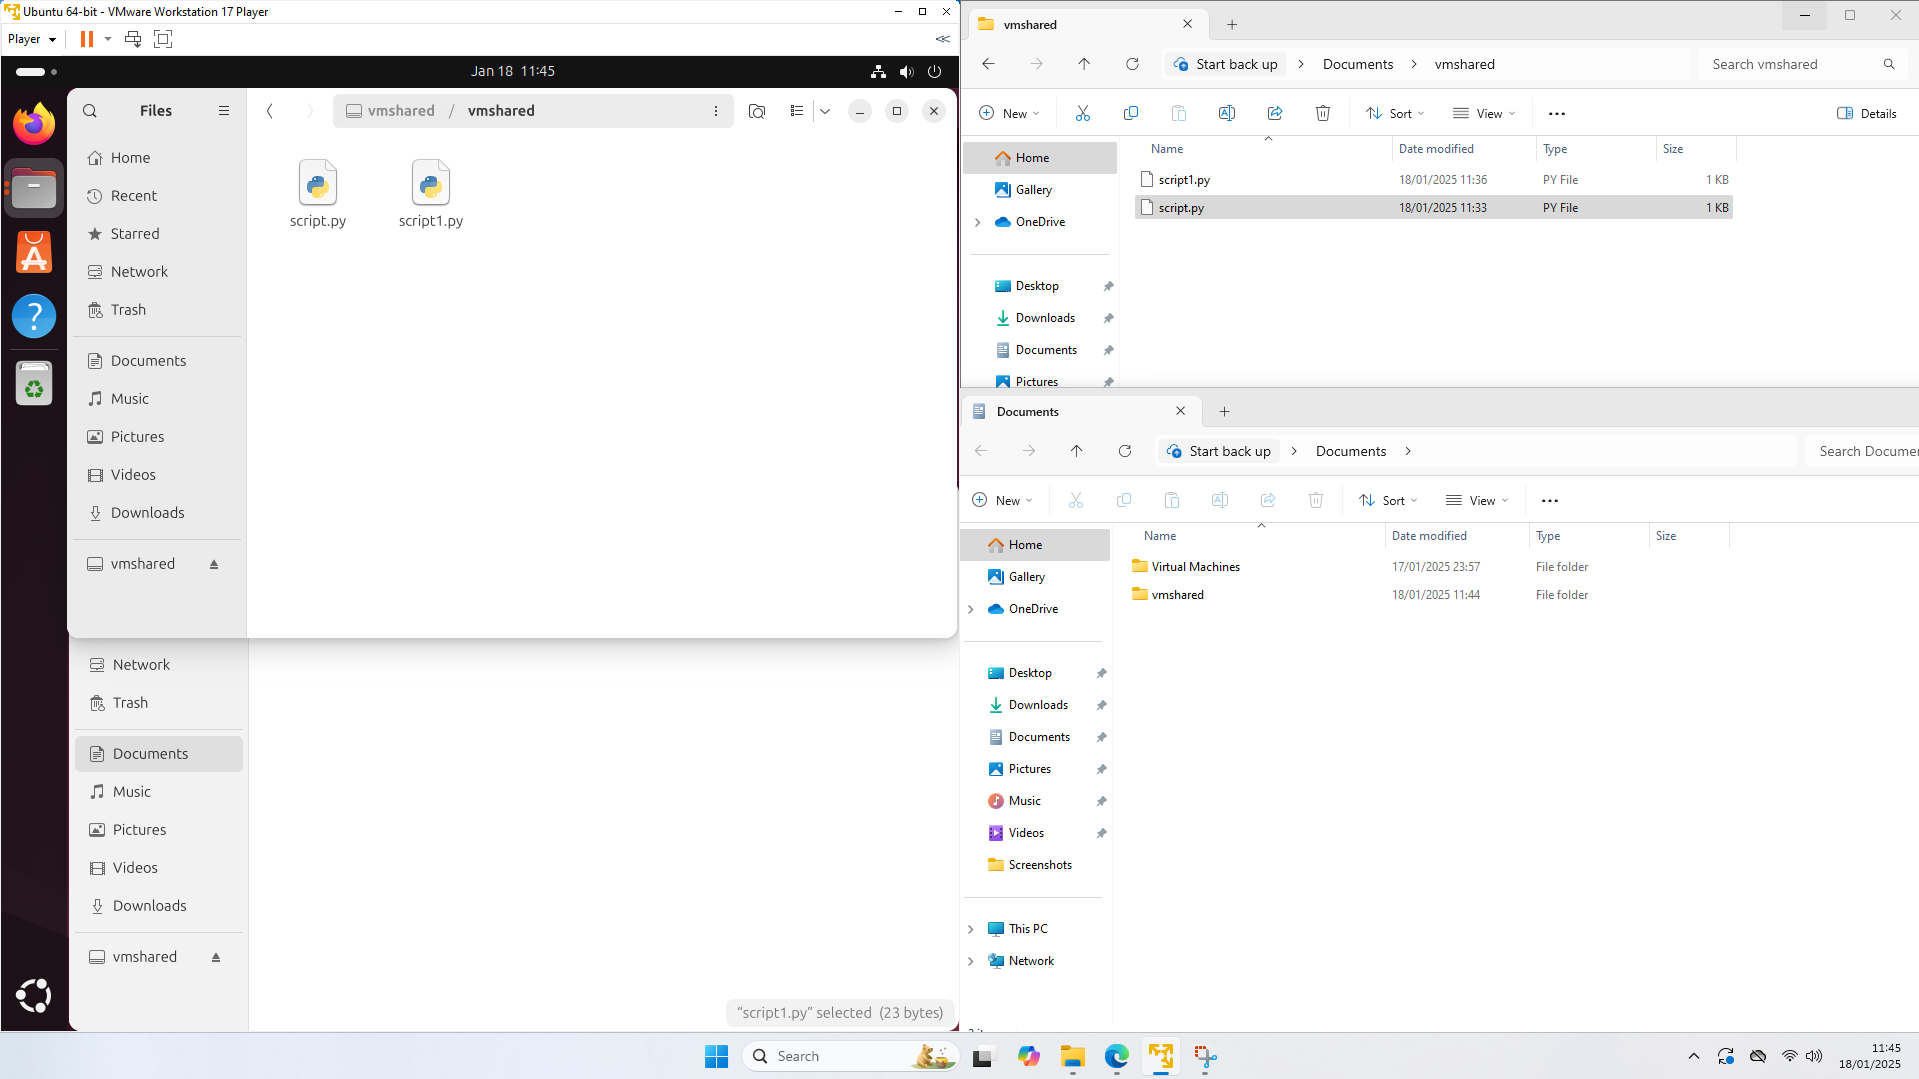 Ubuntu 64-bit - VMware Workstation 17 Player
Player
Jan 18 11:45
Files
vmshared / vmshared
Home
Recent
Starred
Network
Trash
Documents
Music
Pictures
Videos
Downloads
vmshared
script.py
script1.py
Network
Trash
Documents
Music
Pictures
Videos
Downloads
vmshared
"script1.py" selected (23 bytes)
vmshared
Start back up
Documents
vmshared
Search vmshared
New
Sort
View
Details
Name
Date modified
Type
Size
Home
Gallery
OneDrive
Desktop
Downloads
Documents
Pictures
script1.py 18/01/2025 11:36 PY File 1 KB
script.py 18/01/2025 11:33 PY File 1 KB
Documents
Start back up
Documents
Search Documen
New
Sort
View
Name
Date modified
Type
Size
Home
Gallery
OneDrive
Desktop
Downloads
Documents
Pictures
Music
Videos
Screenshots
This PC
Network
Virtual Machines 17/01/2025 23:57 File folder
vmshared 18/01/2025 11:44 File folder
Search
11:45
18/01/2025